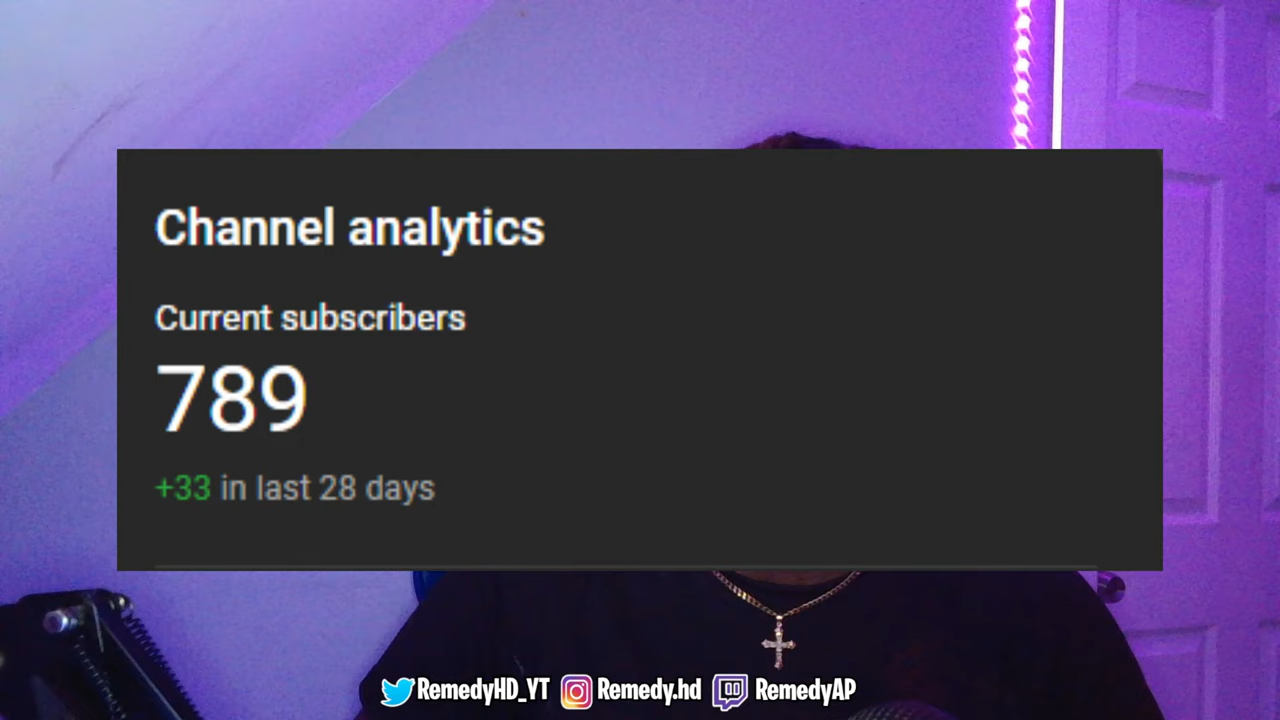 Channel analytics
Current subscribers
789
+33 in last 28 days
RemedyHD_YT Remedy.hd RemedyAP